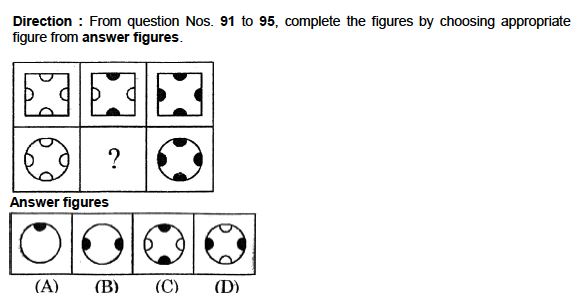 Direction : From question Nos. 91 to 95, complete the figures by choosing appropriate
figure from answer figures.
?
Answer figures
(A) (B) (C) (D)